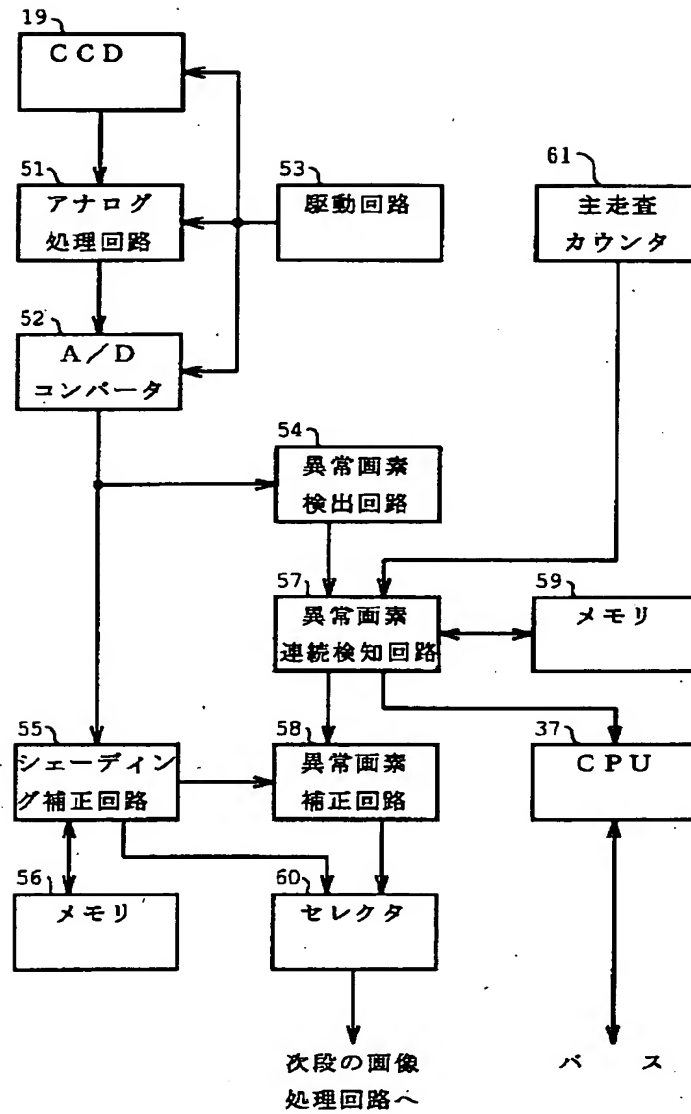 19
CCD
51
アナログ
処理回路
53
駆動回路
61
主走査
カウンタ
52
A/D
コンバータ
54
異常画素
検出回路
57
異常画素
連続検知回路
59
メモリ
55
シェーディン
グ補正回路
58
異常画素
補正回路
37
CPU
56
メモリ
60
セレクタ
次段の画像
処理回路へ
バス